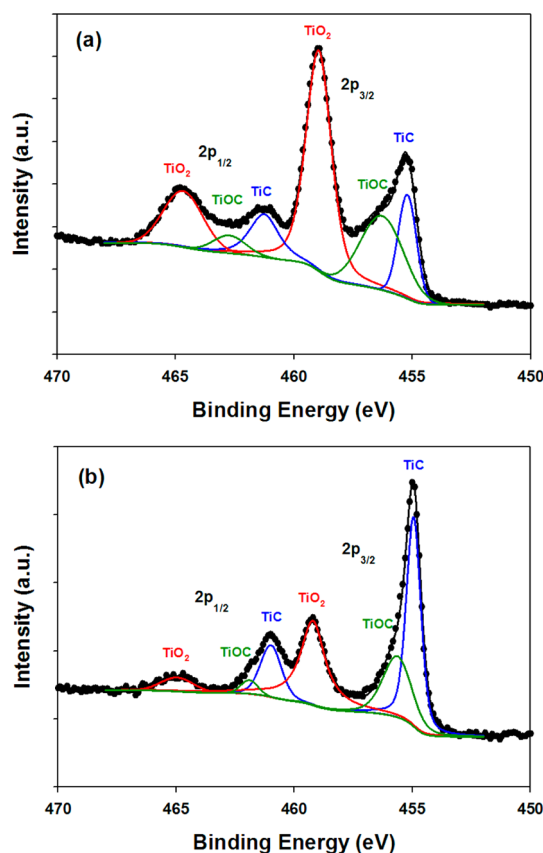 (a)
TiO2
2p3/2
TiC
2p1/2
TiO2
TiOC
TiC
TiOC
Intensity (a.u.)
470 465 460 455 450
Binding Energy (eV)
(b)
TiC
2p3/2
2p1/2
TiO2
TiC
TiOC
TiOC
TiO2
Intensity (a.u.)
470 465 460 455 450
Binding Energy (eV)